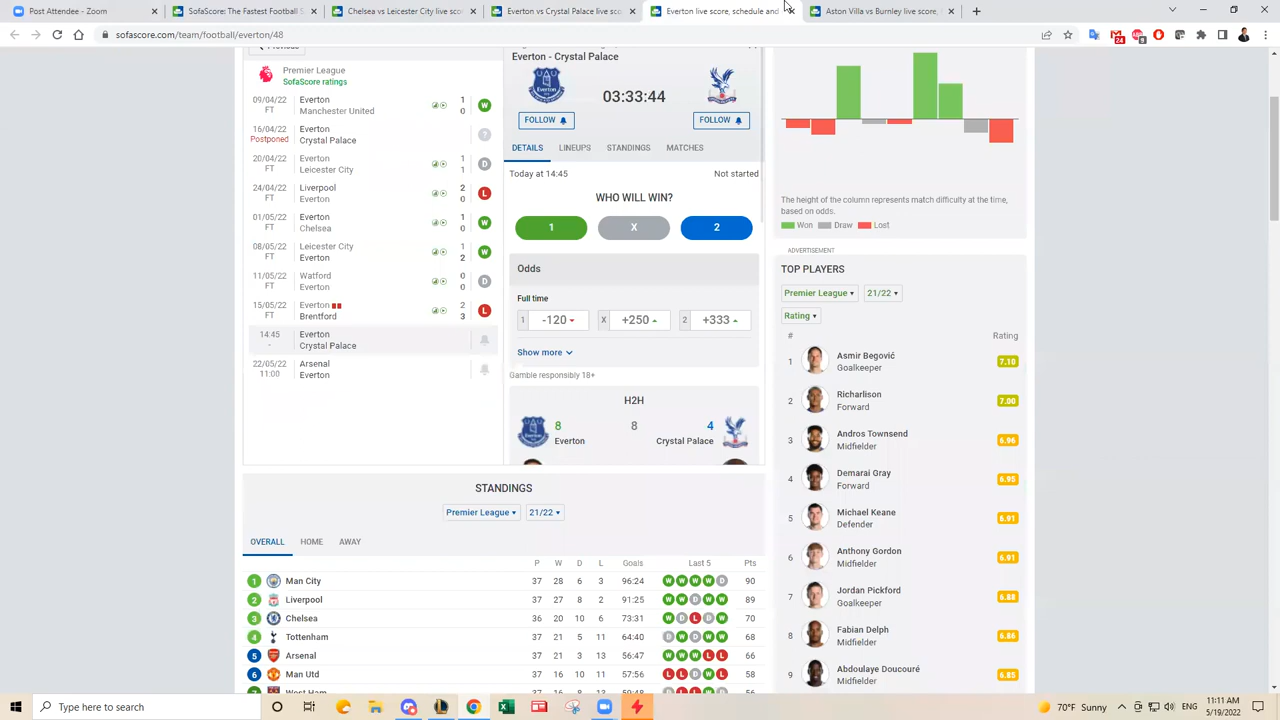 Post Attendee - Zoom
SofaScore: The Fastest Football S
Chelsea vs Leicester City live sc
Everton vs Crystal Palace live sc
Everton live score, schedule and
Aston Villa vs Burnley live score,
sofascore.com/team/football/everton/48
24
9
Previous
Premier League
SofaScore ratings
09/04/22 Everton 1
FT Manchester United 0
W
16/04/22 Everton
Postponed Crystal Palace
?
20/04/22 Everton 1
FT Leicester City 1
D
24/04/22 Liverpool 2
FT Everton 0
L
01/05/22 Everton 1
FT Chelsea 0
W
08/05/22 Leicester City 1
FT Everton 2
W
11/05/22 Watford 0
FT Everton 0
D
15/05/22 Everton 2
FT Brentford 3
L
14:45 Everton
- Crystal Palace
22/05/22 Arsenal
11:00 Everton
Everton - Crystal Palace
03:33:44
FOLLOW FOLLOW
DETAILS LINEUPS STANDINGS MATCHES
Today at 14:45 Not started
WHO WILL WIN?
1 X 2
Odds
Full time
1 -120 X +250 2 +333
Show more
Gamble responsibly 18+
H2H
8 8 4
Everton Crystal Palace
STANDINGS
Premier League 21/22
OVERALL HOME AWAY
P W D L Goals Last 5 Pts
1 Man City 37 28 6 3 96:24 W W W W D 90
2 Liverpool 37 27 8 2 91:25 W W D W W 89
3 Chelsea 36 20 10 6 73:31 W D L D W 70
4 Tottenham 37 21 5 11 64:40 D W D W W 68
5 Arsenal 37 21 3 13 56:47 W W W L L 66
6 Man Utd 37 16 10 11 57:56 L L D W L 58
7 West Ham 37 16 8 13 59:48 D L L W D 56
The height of the column represents match difficulty at the time,
based on odds.
Won Draw Lost
ADVERTISEMENT
TOP PLAYERS
Premier League 21/22
Rating
# Rating
1 Asmir Begović 7.10
Goalkeeper
2 Richarlison 7.00
Forward
3 Andros Townsend 6.96
Midfielder
4 Demarai Gray 6.95
Forward
5 Michael Keane 6.91
Defender
6 Anthony Gordon 6.91
Midfielder
7 Jordan Pickford 6.88
Goalkeeper
8 Fabian Delph 6.86
Midfielder
9 Abdoulaye Doucouré 6.85
Midfielder
Type here to search
70°F Sunny
11:11 AM
5/19/2022